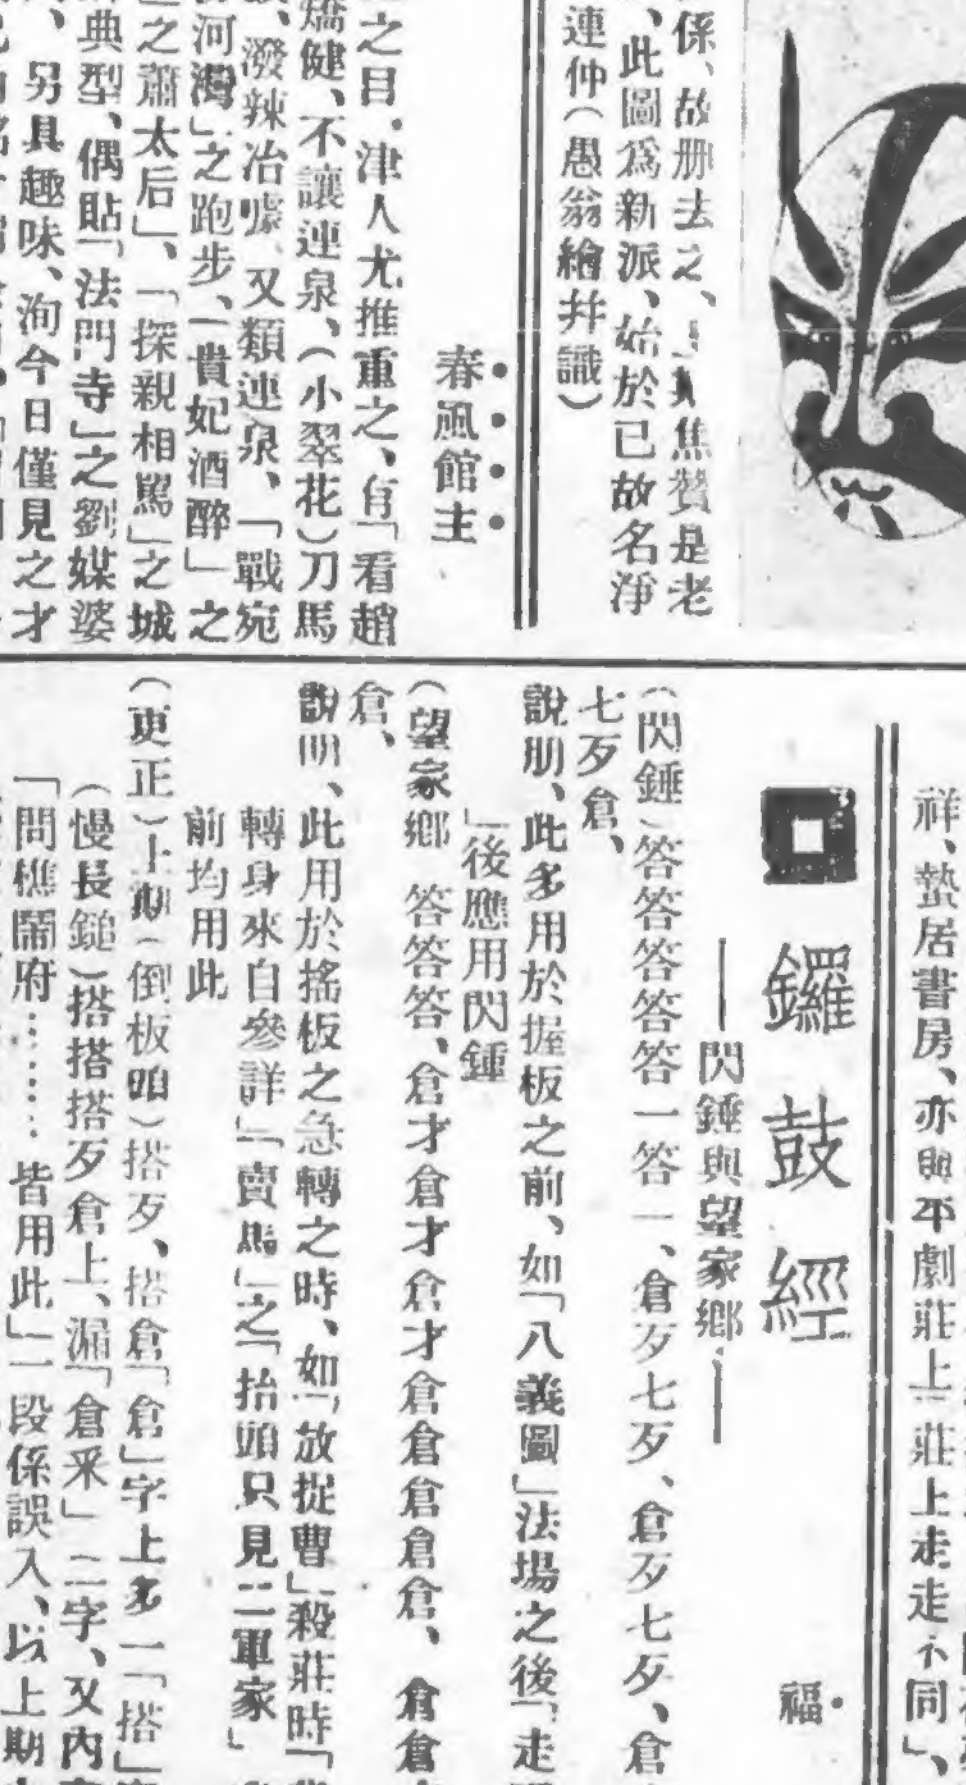 係、故删去之、
焦贊是老
、此圖爲新派、始於已故名淨
連仲（愚翁繪幷識）
春風館主
之目．津人尤推重之、有「看趙
矯健、不讓連泉、（小翠花）刀馬
潑辣冶
、又類連泉、「戰宛
河灣」之跑步、「貴妃酒醉」之
之蕭太后」、「探親相駡」之城
典型、偶貼「法門寺」之劉媒婆
、另具趣味、洵今日僅見之才
祥、蟄居書房、亦與平劇莊上一莊上走走不同」、
鑼鼓經
福
——閃錘與望家鄉——
（閃錘）答答答答答一答一、倉歹七歹、倉歹七歹、倉
七歹倉、
說明、此多用於握板之前、如「八義圖」法場之後「走
」後應用閃鍾
（望家鄉 答答答、倉才倉才倉才倉倉倉倉倉、倉倉
倉、
說明、此用於搖板之急轉之時、如「放捉曹」殺莊時「
轉身來自參詳」「賣馬」之「抬頭只見二軍家」
前均用此
（更正）上期（倒板頭）搭歹、搭倉「倉」字上多一「搭」
（慢長鎚）搭搭搭歹倉上、漏「倉釆」二字、又內
「問樵鬧府……皆用此」一段係誤入、以上期